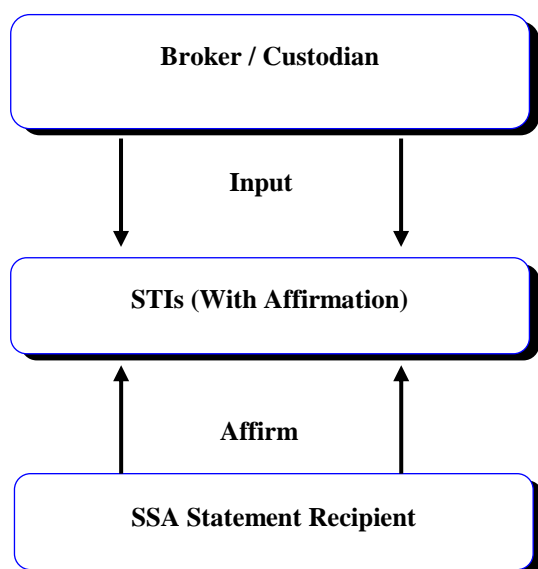 Broker / Custodian
Input
STIs (With Affirmation)
Affirm
SSA Statement Recipient